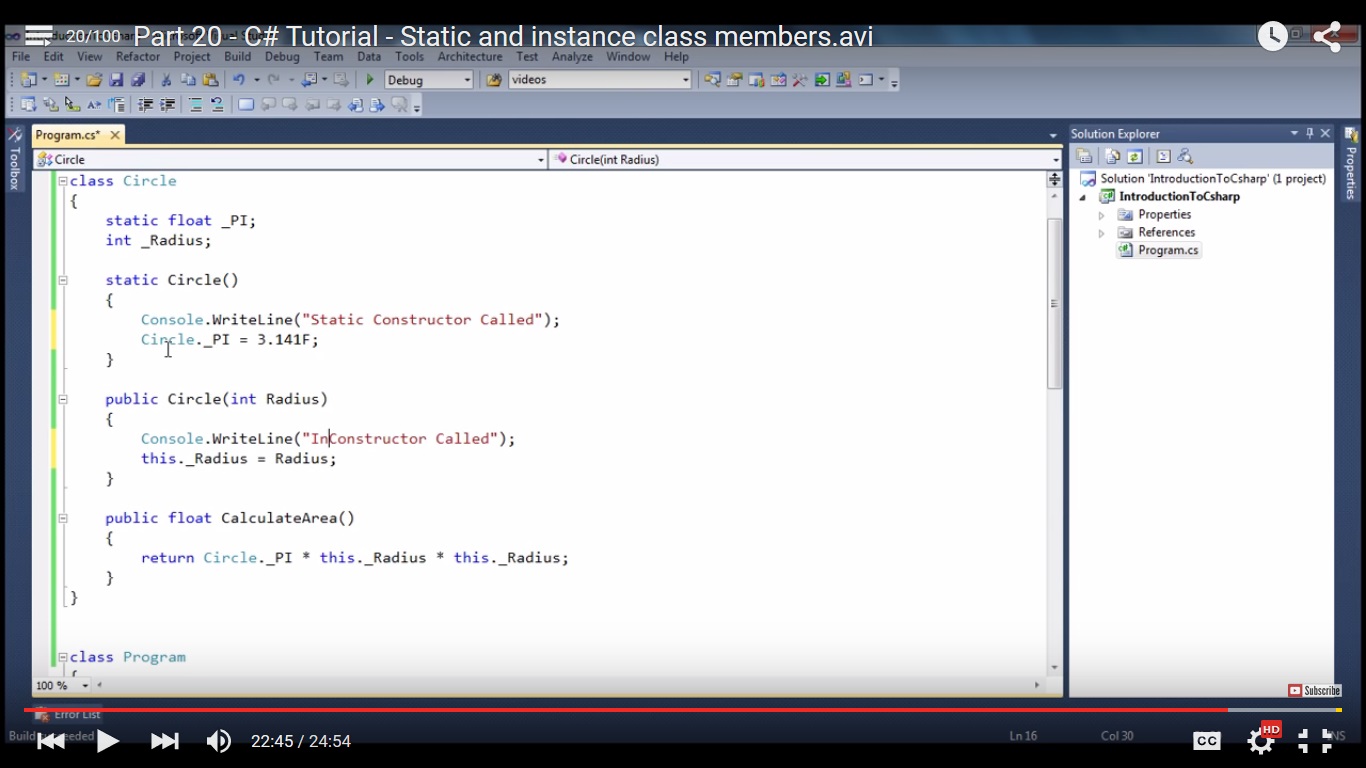 20/100 Part 20 - C# Tutorial - Static and instance class members.avi
File Edit View Refactor Project Build Debug Team Data Tools Architecture Test Analyze Window Help
Debug videos
Program.cs*
Solution Explorer
Toolbox
Properties
Circle Circle(int Radius)
class Circle
{
static float _PI;
int _Radius;
static Circle()
{
Console.WriteLine("Static Constructor Called");
Circle._PI = 3.141F;
}
public Circle(int Radius)
{
Console.WriteLine("InConstructor Called");
this._Radius = Radius;
}
public float CalculateArea()
{
return Circle._PI * this._Radius * this._Radius;
}
}
class Program
{
100 %
Solution 'IntroductionToCsharp' (1 project)
IntroductionToCsharp
Properties
References
Program.cs
Subscribe
Error List
Ln 16 Col 30
22:45 / 24:54
CC
HD